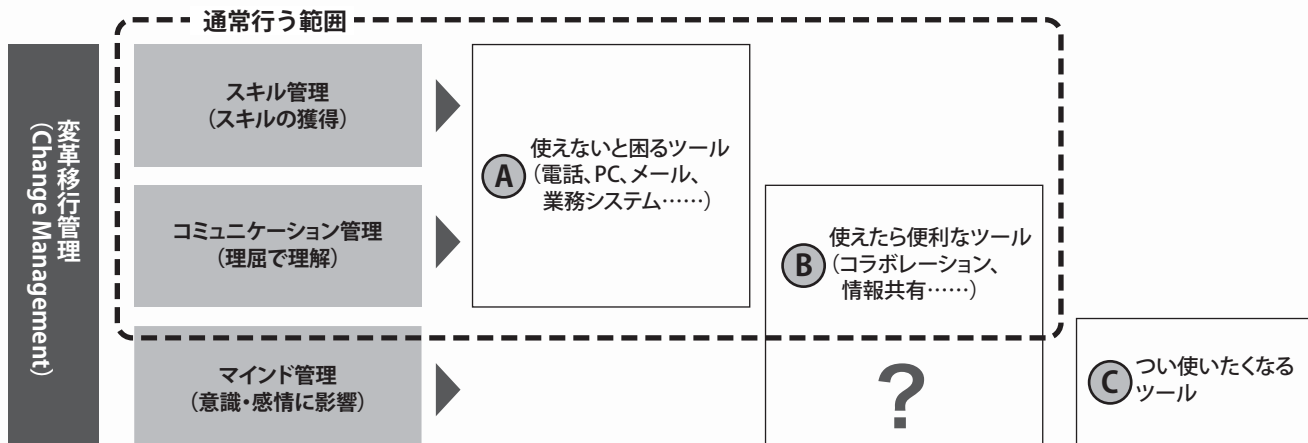 通常行う範囲
変革移行管理
(Change Management)
スキル管理
(スキルの獲得)
コミュニケーション管理
(理屈で理解)
マインド管理
(意識・感情に影響)
A
使えないと困るツール
(電話、PC、メール、
業務システム……)
B
使えたら便利なツール
(コラボレーション、
情報共有……)
?
C
つい使いたくなる
ツール